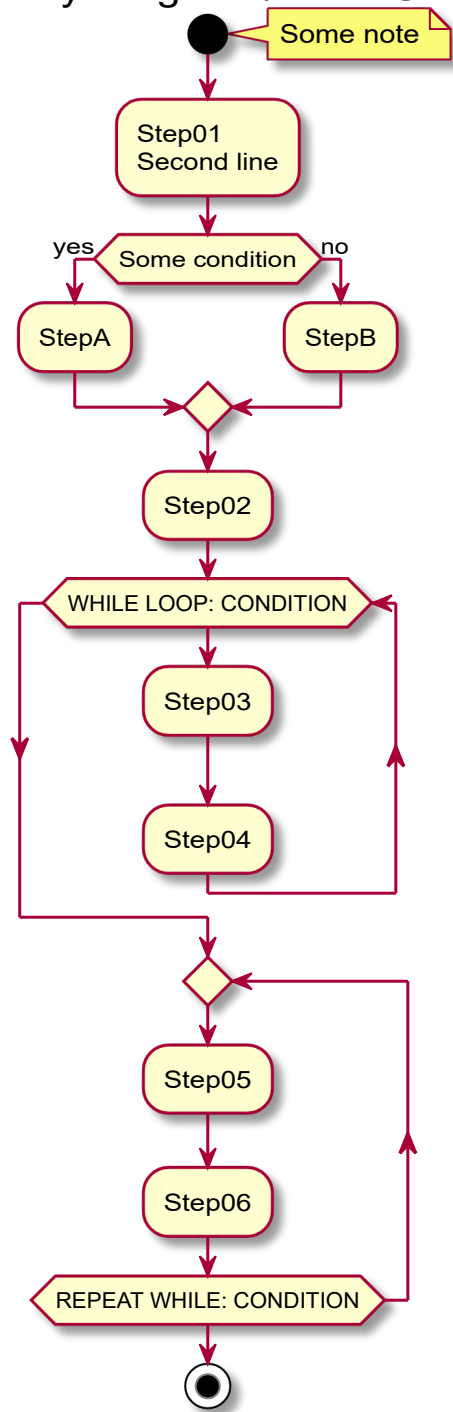 Some note
Step01
Second line
yes
Some condition
no
StepA
StepB
Step02
WHILE LOOP: CONDITION
Step03
Step04
Step05
Step06
REPEAT WHILE: CONDITION